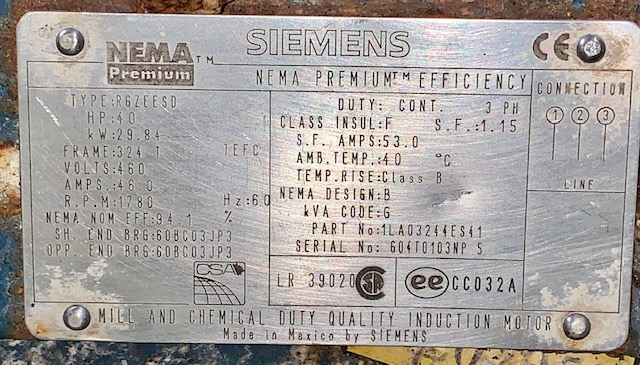 NEMA™
Premium
SIEMENS
CE
NEMA PREMIUM™ EFFICIENCY
TYPE:RGZEESD
HP:40
kW:29.84
FRAME:324 T TEFC
VOLTS:460
AMPS.:46.0
R.P.M:1780 Hz:60
NEMA NOM EFF:94.1 %
SH. END BRG:60BC03JP3
OPP. END BRG:60BC03JP3
CSA
DUTY: CONT. 3 PH
CLASS INSUL:F S.F.:1.15
S.F. AMPS:53.0
AMB.TEMP.:40 °C
TEMP.RISE:Class B
NEMA DESIGN:B
kVA CODE:G
PART No:1LA03244ES41
SERIAL No: G04T0103NP 5
LR 39020
ee CC032A
CONNECTION
1 2 3
LINE
MILL AND CHEMICAL DUTY QUALITY INDUCTION MOTOR
Made in Mexico by SIEMENS